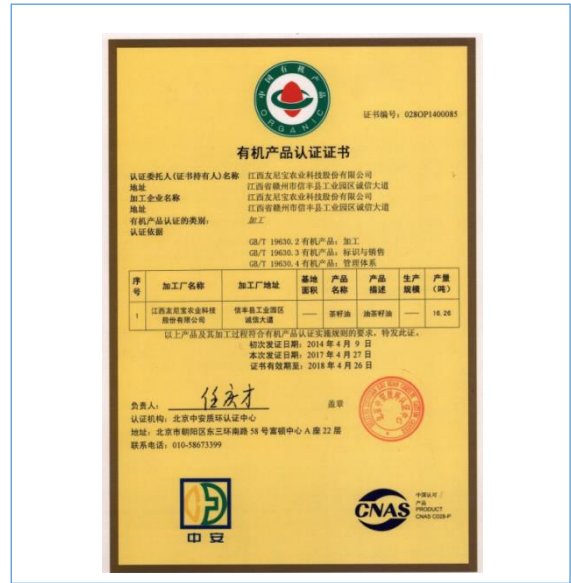 中国有机产品
ORGANIC
证书编号：028OP1400085
有机产品认证证书
认证委托人(证书持有人)名称 江西友尼宝农业科技股份有限公司
地址 江西省赣州市信丰县工业园区诚信大道
加工企业名称 江西友尼宝农业科技股份有限公司
地址 江西省赣州市信丰县工业园区诚信大道
有机产品认证的类别： 加工
认证依据
GB/T 19630.2 有机产品：加工
GB/T 19630.3 有机产品：标识与销售
GB/T 19630.4 有机产品：管理体系
序号 加工厂名称 加工厂地址 基地面积 产品名称 产品描述 生产规模 产量（吨）
1 江西友尼宝农业科技股份有限公司 信丰县工业园区诚信大道 —— 茶籽油 油茶籽油 —— 16.26
以上产品及其加工过程符合有机产品认证实施规则的要求，特发此证。
初次发证日期：2014 年 4 月 9 日
本次发证日期：2017 年 4 月 27 日
证书有效期至：2018 年 4 月 26 日
负责人： 任庆才 盖章
认证机构：北京中安质环认证中心
地址：北京市朝阳区东三环南路 58 号富顿中心 A 座 22 层
联系电话：010-58673399
中安
CNAS
中国认可
产品
PRODUCT
CNAS C028-P